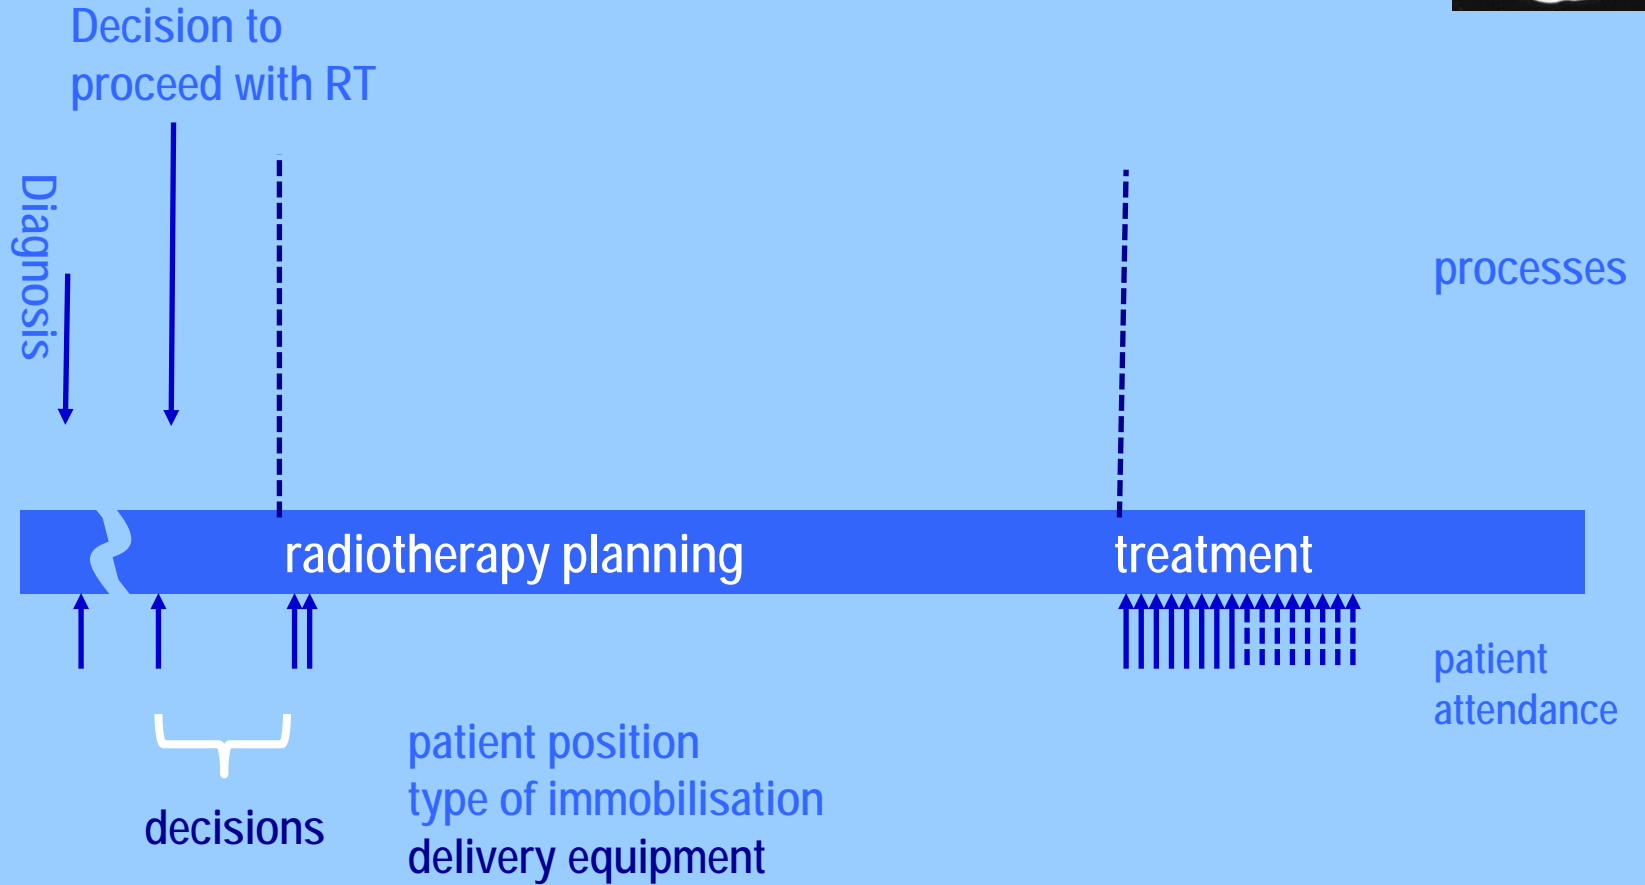 Decision to
proceed with RT
Diagnosis
processes
radiotherapy planning
treatment
patient
attendance
patient position
type of immobilisation
decisions
delivery equipment